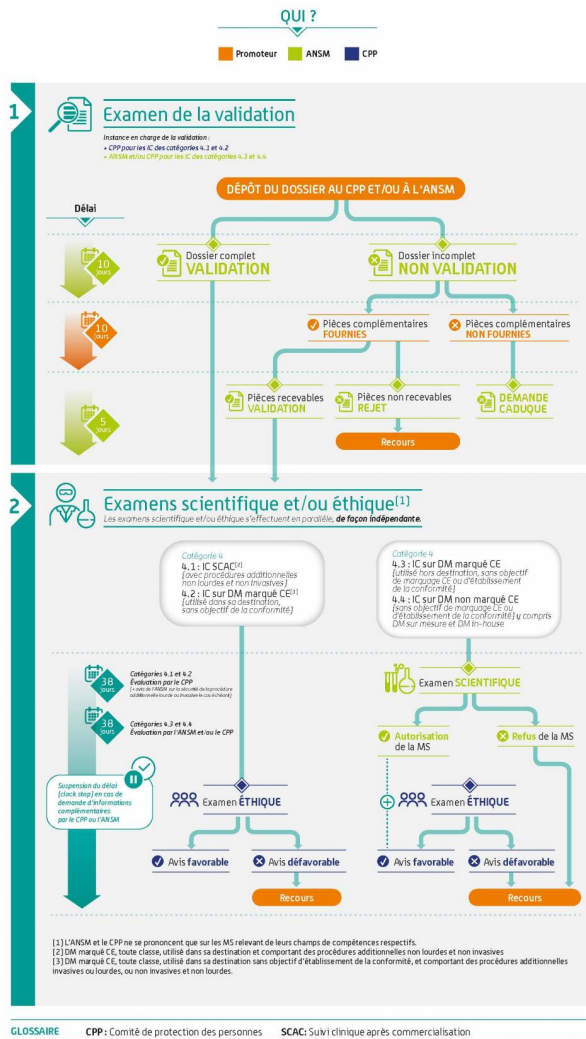 QUI ?
Promoteur
ANSM
CPP
1
Examen de la validation
Instance en charge de la validation :
• CPP pour les IC des catégories 4.1 et 4.2
• ANSM et/ou CPP pour les IC des catégories 4.3 et 4.4
DÉPÔT DU DOSSIER AU CPP ET/OU À L'ANSM
Délai
10
jours
Dossier complet
VALIDATION
Dossier incomplet
NON VALIDATION
10
jours
Pièces complémentaires
FOURNIES
Pièces complémentaires
NON FOURNIES
5
jours
Pièces recevables
VALIDATION
Pièces non recevables
REJET
DEMANDE
CADUQUE
Recours
2
Examens scientifique et/ou éthique[1]
Les examens scientifique et/ou éthique s'effectuent en parallèle, de façon indépendante.
Catégorie 4
4.1 : IC SCAC[2]
[avec procédures additionnelles
non lourdes et non invasives]
4.2 : IC sur DM marqué CE[3]
[utilisé dans sa destination,
sans objectif de la conformité]
Catégorie 4
4.3 : IC sur DM marqué CE
[utilisé hors destination, sans objectif
de marquage CE ou d'établissement
de la conformité]
4.4 : IC sur DM non marqué CE
[sans objectif de marquage CE ou
d'établissement de la conformité] y compris
DM sur mesure et DM in-house
38
jours
Catégories 4.1 et 4.2
Évaluation par le CPP
[+ avis de l'ANSM sur la sécurité de la procédure
additionnelle lourde ou invasive le cas échéant]
Examen SCIENTIFIQUE
38
jours
Catégories 4.3 et 4.4
Évaluation par l'ANSM et/ou le CPP
Autorisation
de la MS
Refus de la MS
Suspension du délai
[clock stop] en cas de
demande d'informations
complémentaires
par le CPP ou l'ANSM
Examen ÉTHIQUE
Examen ÉTHIQUE
Avis favorable
Avis défavorable
Avis favorable
Avis défavorable
Recours
Recours
[1] L'ANSM et le CPP ne se prononcent que sur les MS relevant de leurs champs de compétences respectifs.
[2] DM marqué CE, toute classe, utilisé dans sa destination et comportant des procédures additionnelles non lourdes et non invasives
[3] DM marqué CE, toute classe, utilisé dans sa destination sans objectif d'établissement de la conformité, et comportant des procédures additionnelles
invasives ou lourdes, ou non invasives et non lourdes.
GLOSSAIRE
CPP : Comité de protection des personnes
SCAC: Suivi clinique après commercialisation